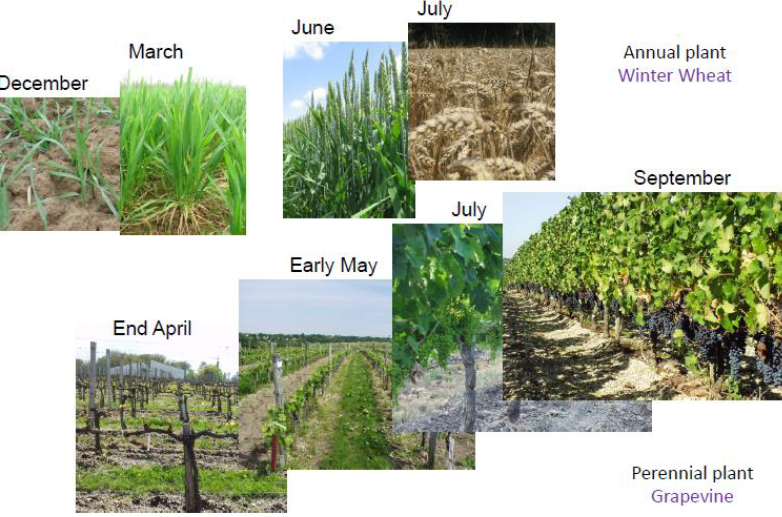 July
June
March
December
Annual plant
Winter Wheat
September
July
Early May
End April
Perennial plant
Grapevine